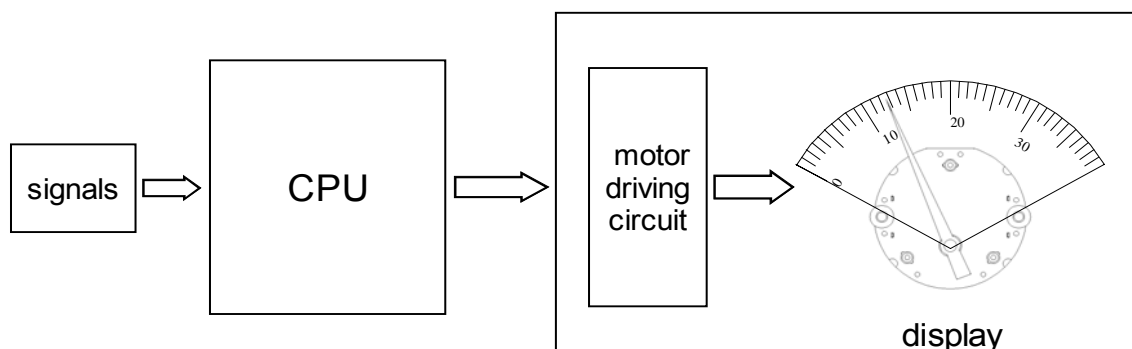 signals
CPU
motor
driving
circuit
0
10
20
30
display